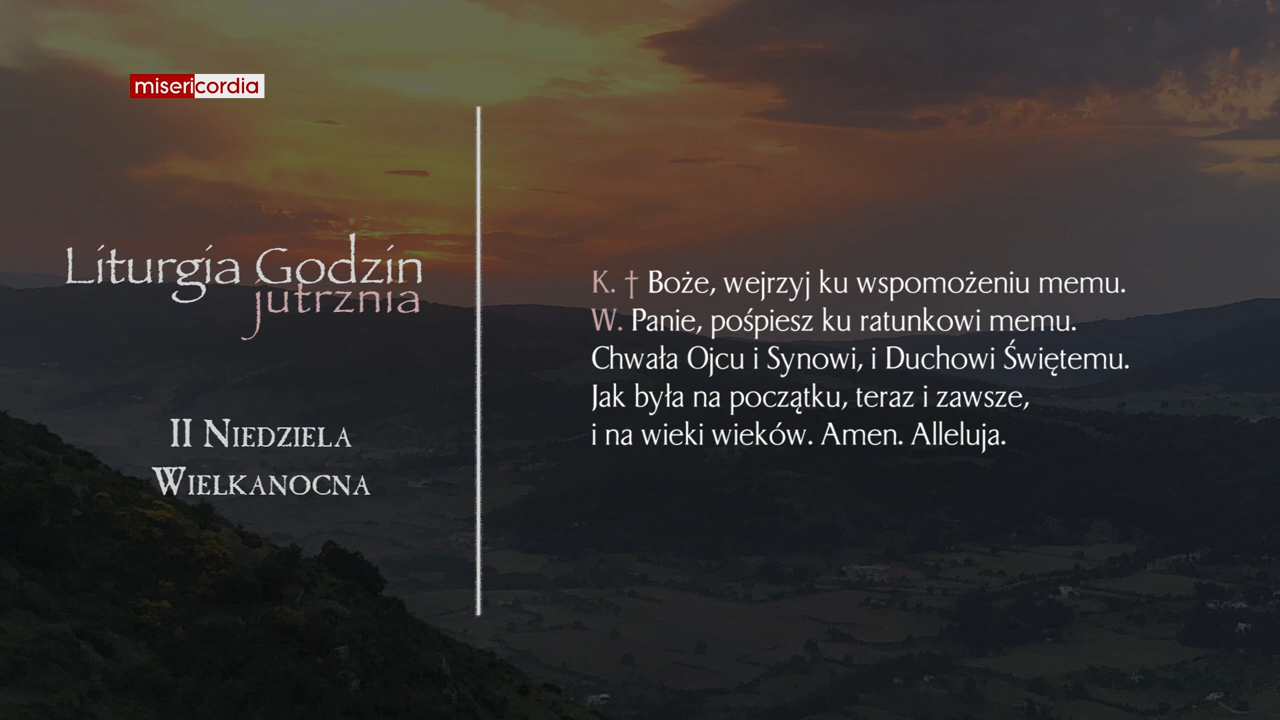 misericordia
Liturgia Godzin
jutrznia
II Niedziela
Wielkanocna
K. † Boże, wejrzyj ku wspomożeniu memu.
W. Panie, pośpiesz ku ratunkowi memu.
Chwała Ojcu i Synowi, i Duchowi Świętemu.
Jak była na początku, teraz i zawsze,
i na wieki wieków. Amen. Alleluja.